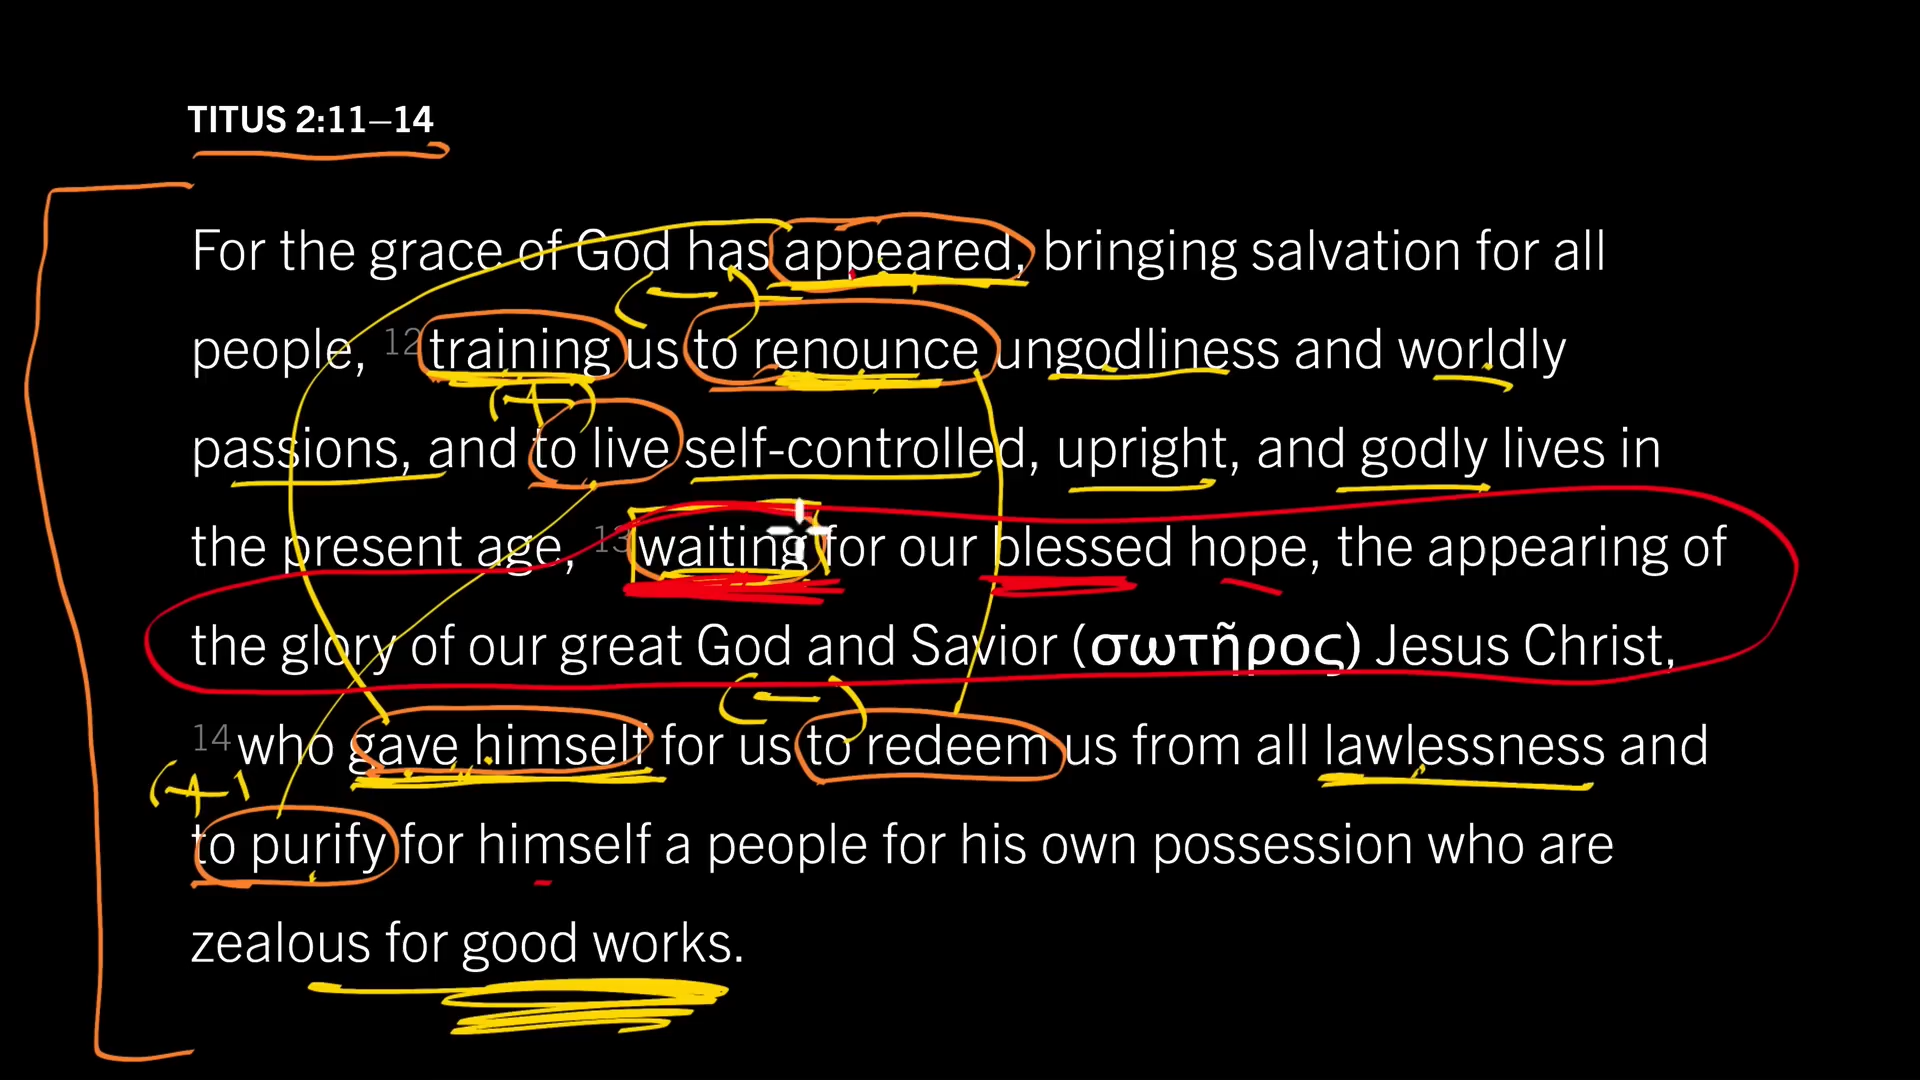 TITUS 2:11–14
For the grace of God has appeared, bringing salvation for all
people, 12 training us to renounce ungodliness and worldly
(–)
passions, and to live self-controlled, upright, and godly lives in
(+)
the present age, 13 waiting for our blessed hope, the appearing of
the glory of our great God and Savior (σωτῆρος) Jesus Christ,
(–)
14 who gave himself for us to redeem us from all lawlessness and
(+)
to purify for himself a people for his own possession who are
zealous for good works.